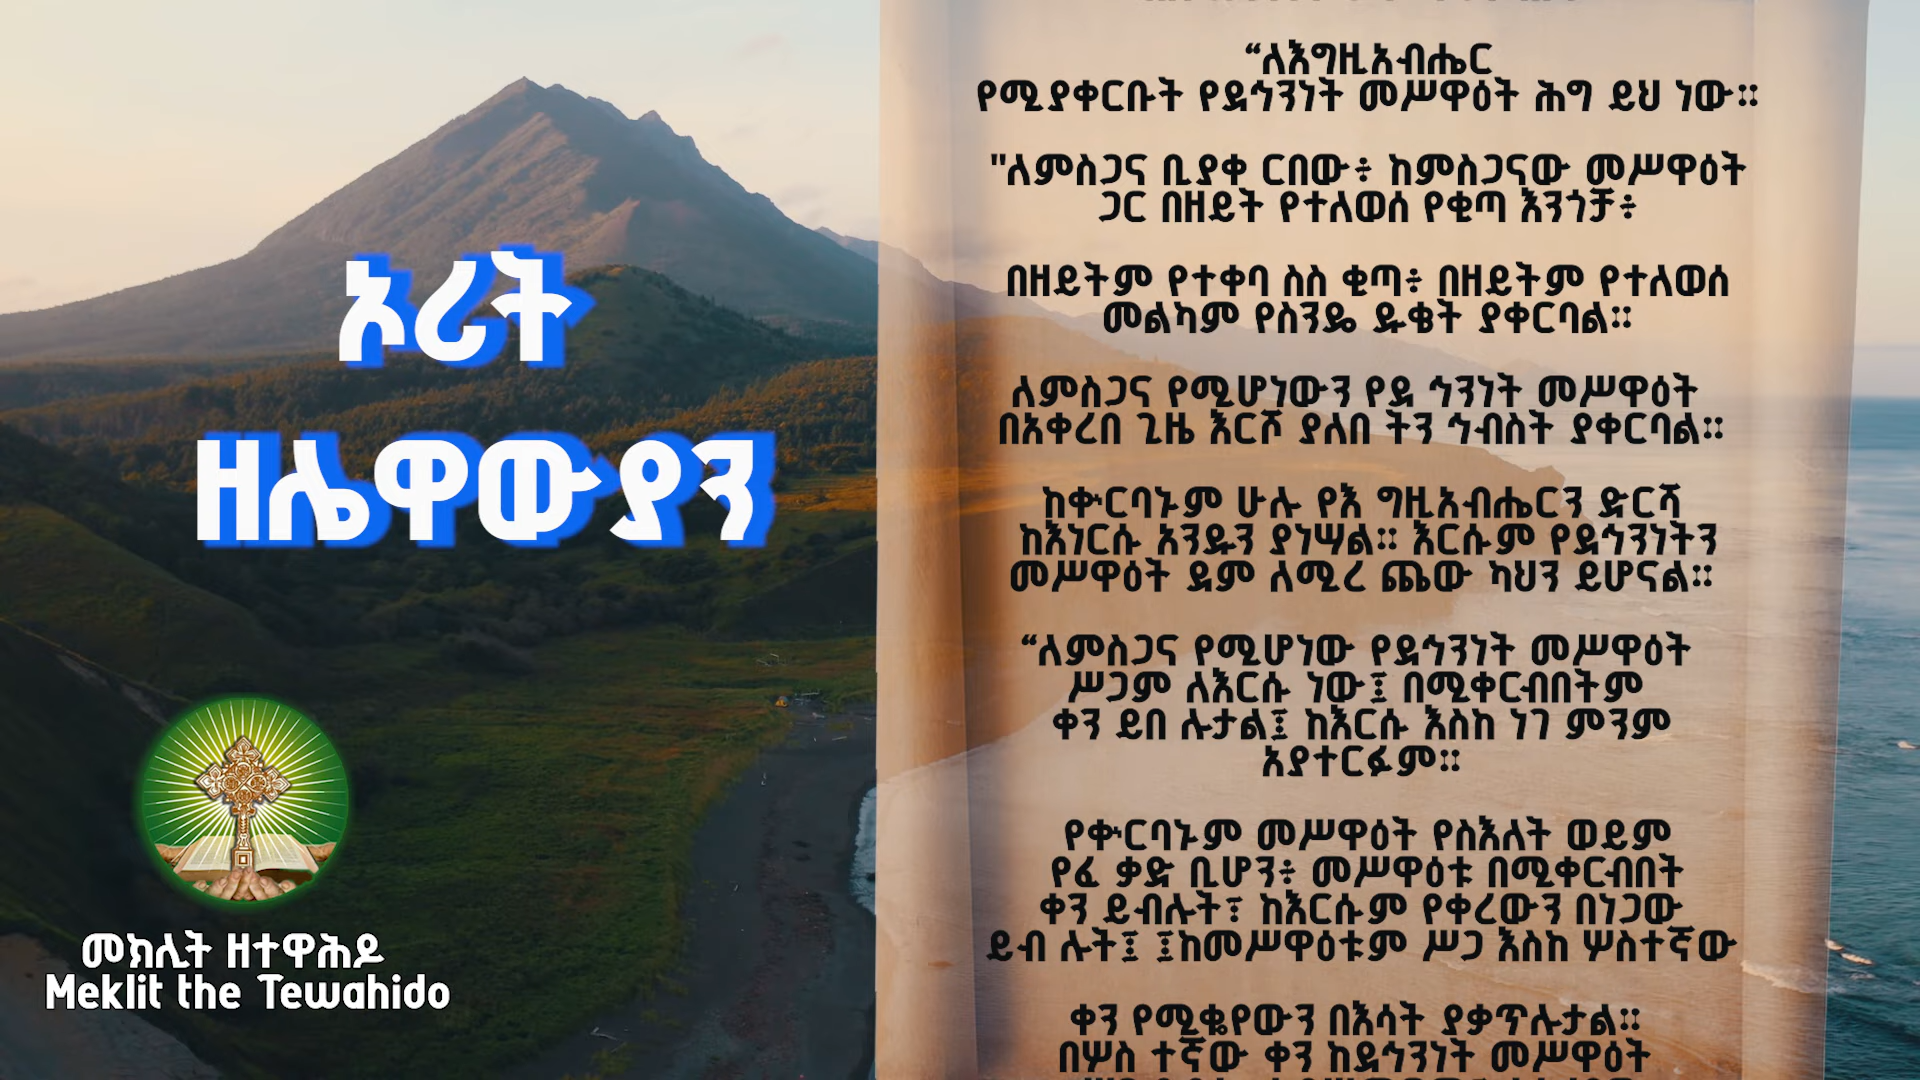 ኦሪት
ዘሌዋውያን
መክሊት ዘተዋሕዶ
Meklit the Tewahido
“ለእግዚአብሔር
የሚያቀርቡት የደኅንነት መሥዋዕት ሕግ ይህ ነው።
"ለምስጋና ቢያቀ ርበው፥ ከምስጋናው መሥዋዕት
ጋር በዘይት የተለወሰ የቂጣ እንጎቻ፥
በዘይትም የተቀባ ስስ ቂጣ፥ በዘይትም የተለወሰ
መልካም የስንዴ ዱቄት ያቀርባል።
ለምስጋና የሚሆነውን የደ ኅንነት መሥዋዕት
በአቀረበ ጊዜ እርሾ ያለበ ትን ኅብስት ያቀርባል።
ከቍርባኑም ሁሉ የእ ግዚአብሔርን ድርሻ
ከእነርሱ አንዱን ያነሣል። እርሱም የደኅንነትን
መሥዋዕት ደም ለሚረ ጨው ካህን ይሆናል።
“ለምስጋና የሚሆነው የደኅንነት መሥዋዕት
ሥጋም ለእርሱ ነው፤ በሚቀርብበትም
ቀን ይበ ሉታል፤ ከእርሱ እስከ ነገ ምንም
አያተርፉም።
የቍርባኑም መሥዋዕት የስእለት ወይም
የፈ ቃድ ቢሆን፥ መሥዋዕቱ በሚቀርብበት
ቀን ይብሉት፣ ከእርሱም የቀረውን በነጋው
ይብ ሉት፤ ፤ከመሥዋዕቱም ሥጋ እስከ ሦስተኛው
ቀን የሚቈየውን በእሳት ያቃጥሉታል።
በሦስ ተኛው ቀን ከደኅንነት መሥዋዕት